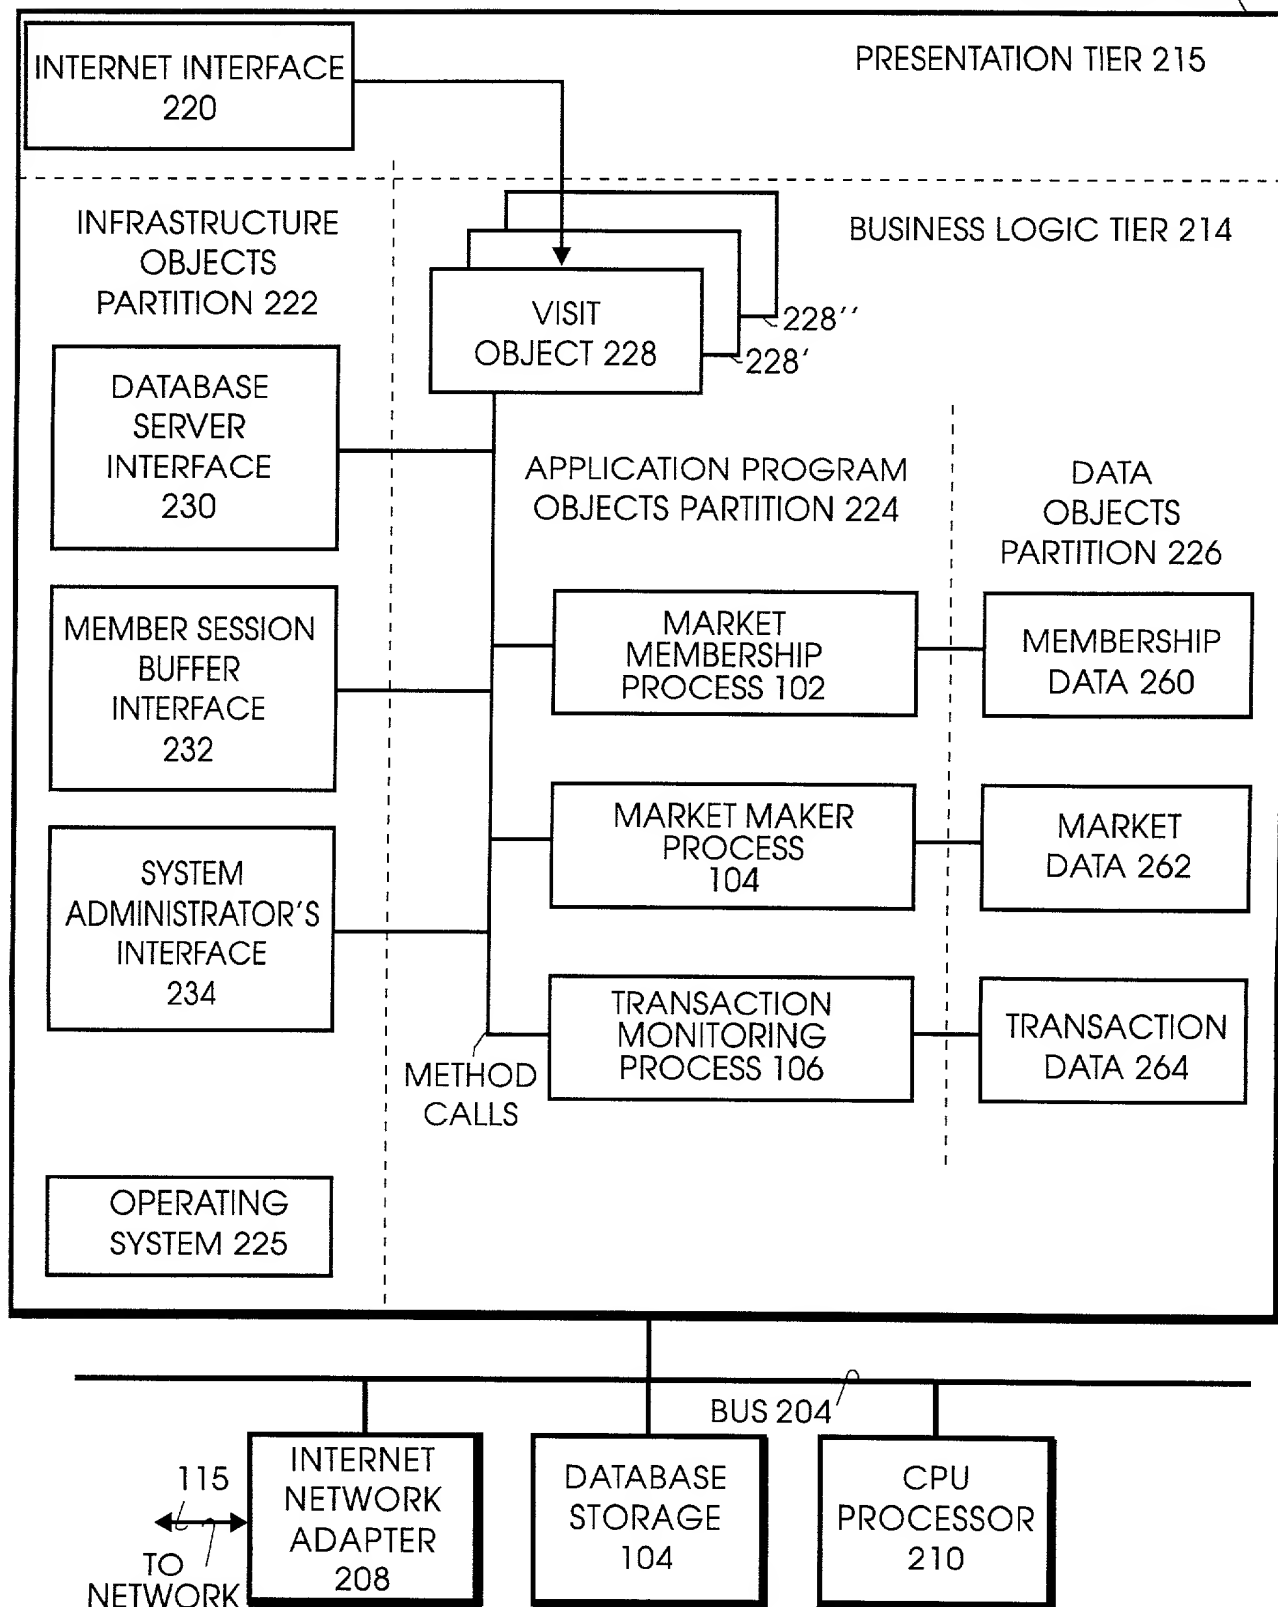 INTERNET INTERFACE
220
PRESENTATION TIER 215
INFRASTRUCTURE
OBJECTS
PARTITION 222
BUSINESS LOGIC TIER 214
VISIT
OBJECT 228
228''
228'
DATABASE
SERVER
INTERFACE
230
APPLICATION PROGRAM
OBJECTS PARTITION 224
DATA
OBJECTS
PARTITION 226
MEMBER SESSION
BUFFER
INTERFACE
232
MARKET
MEMBERSHIP
PROCESS 102
MEMBERSHIP
DATA 260
MARKET MAKER
PROCESS
104
MARKET
DATA 262
SYSTEM
ADMINISTRATOR'S
INTERFACE
234
TRANSACTION
MONITORING
PROCESS 106
TRANSACTION
DATA 264
METHOD
CALLS
OPERATING
SYSTEM 225
BUS 204
115
TO
NETWORK
INTERNET
NETWORK
ADAPTER
208
DATABASE
STORAGE
104
CPU
PROCESSOR
210